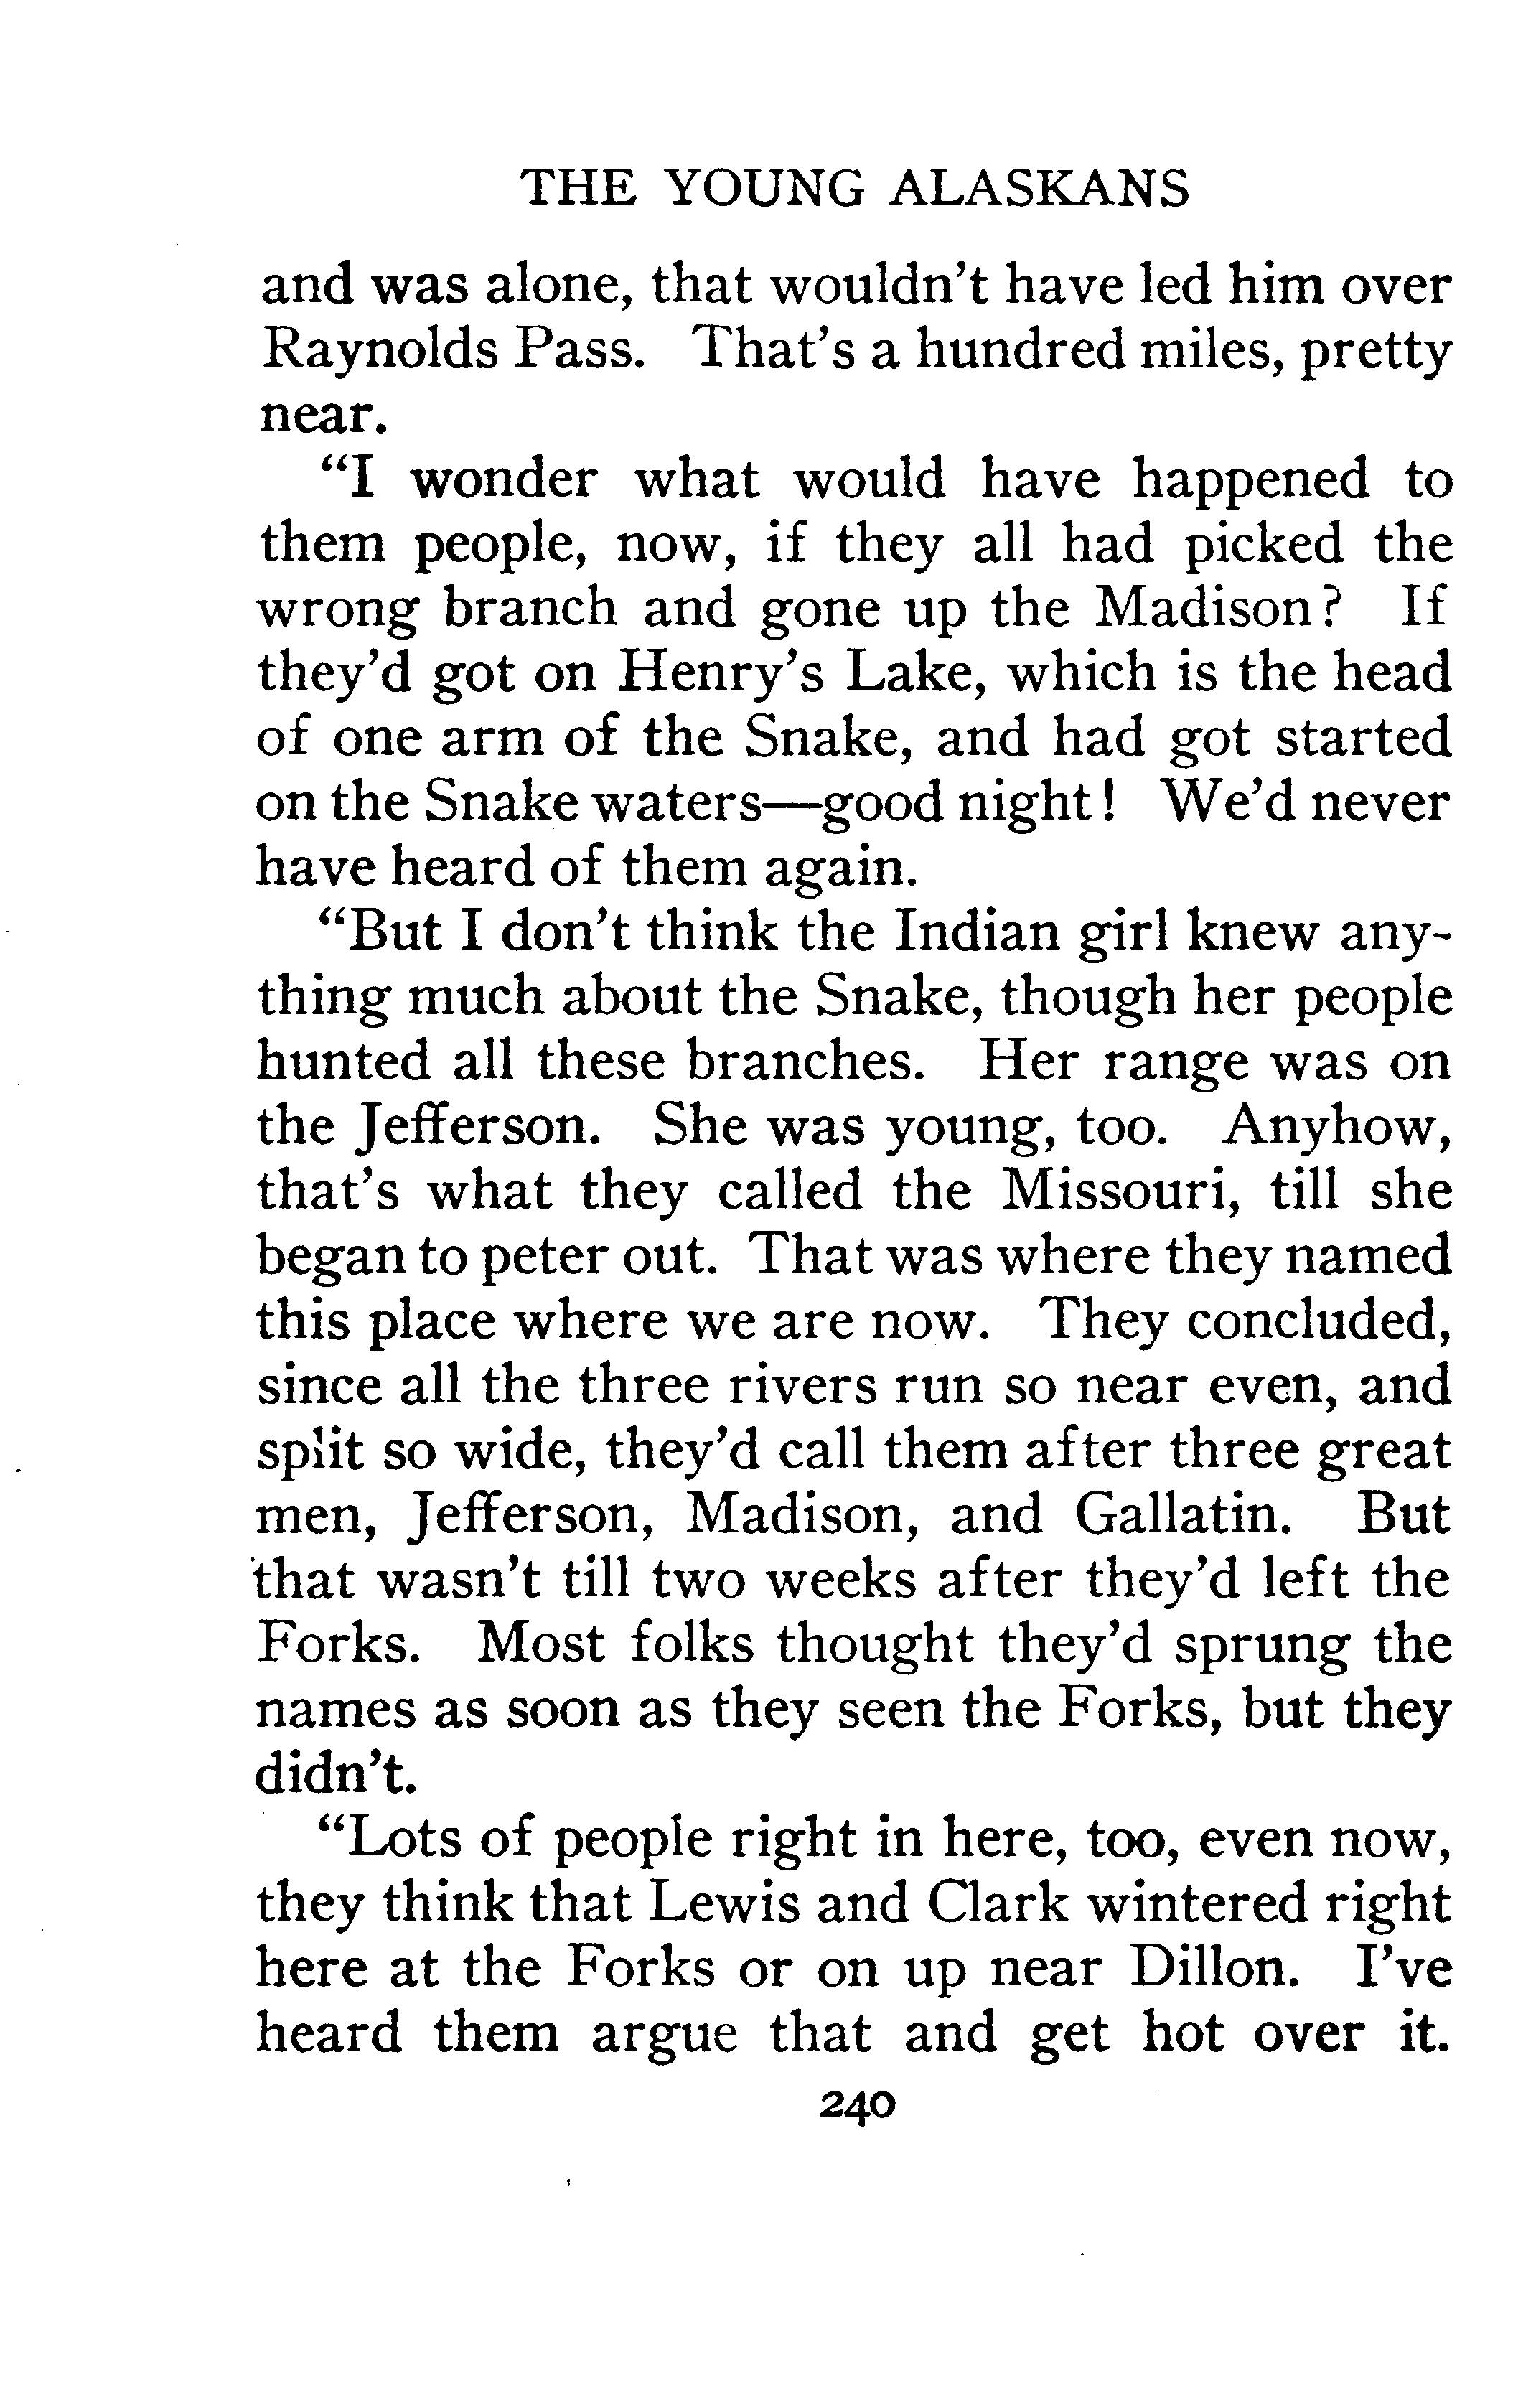 THE YOUNG ALASKANS
and was alone, that wouldn't have led him over
Raynolds Pass. That's a hundred miles, pretty
near.
"I wonder what would have happened to
them people, now, if they all had picked the
wrong branch and gone up the Madison? If
they'd got on Henry's Lake, which is the head
of one arm of the Snake, and had got started
on the Snake waters—good night! We'd never
have heard of them again.
"But I don't think the Indian girl knew any-
thing much about the Snake, though her people
hunted all these branches. Her range was on
the Jefferson. She was young, too. Anyhow,
that's what they called the Missouri, till she
began to peter out. That was where they named
this place where we are now. They concluded,
since all the three rivers run so near even, and
split so wide, they'd call them after three great
men, Jefferson, Madison, and Gallatin. But
that wasn't till two weeks after they'd left the
Forks. Most folks thought they'd sprung the
names as soon as they seen the Forks, but they
didn't.
"Lots of people right in here, too, even now,
they think that Lewis and Clark wintered right
here at the Forks or on up near Dillon. I've
heard them argue that and get hot over it.
240